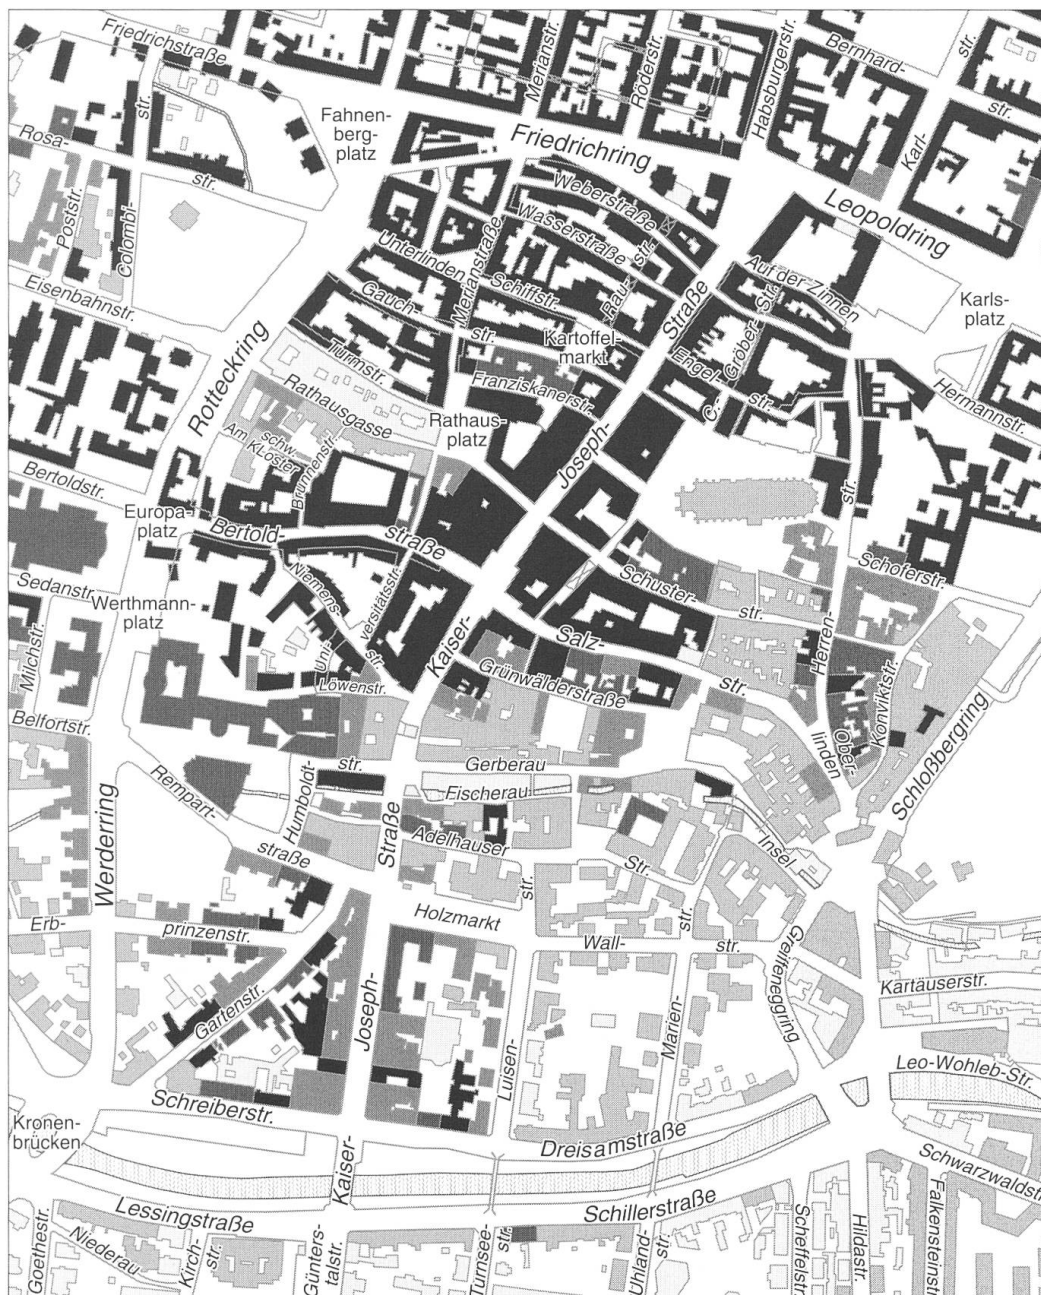 Friedrichstraße
Merianstr.
Röderstr.
Habsburgerstr.
Bernhard-
str.
str.
Karl-
Fahnen-
berg-
platz
Friedrichring
Leopoldring
Rosa-
str.
str.
Poststr.
Colombi-
Eisenbahnstr.
Weberstraße
Wasserstraße
Unterlinden
Merianstraße
Schiffstr.
Rau-
str.
Gauch-
str.
Auf der Zinnen
Karls-
platz
Kartoffel-
markt
Straße
Engel-
str.
C.-
Gröber-
Str.
Hermannstr.
Turmstr.
Franziskanerstr.
Rotteckring
Rathausgasse
Rathaus-
platz
Joseph-
Am
schw.
KLoster
Brunnenstr.
Bertoldstr.
Europa-
platz
Bertold-
straße
Schuster-
str.
Herren-
str.
Schoferstr.
Sedanstr.
Werthmann-
platz
Niemens-
str.
Uni-
versitätsstr.
Kaiser-
Salz-
str.
Milchstr.
Löwenstr.
Grünwälderstraße
Konviktstr.
Ober-
linden
Schloßbergring
Belfortstr.
Rempart-
straße
Humboldt-
str.
Gerberau
Fischerau
Werderring
Straße
Adelhauser
Str.
Insel
Erb-
prinzenstr.
Holzmarkt
str.
Wall-
str.
str.
Greiffeneggring
Kartäuserstr.
Gartenstr.
Joseph-
Luisen-
Marien-
Leo-Wohleb-Str.
Schreiberstr.
Kronen-
brücken
Dreisamstraße
Schwarzwaldstr
Kaiser-
Lessingstraße
Schillerstraße
Goethestr.
Niederau
Kirch-
str.
Günters-
talstr.
Turnsee-
str.
Uhland-
str.
Scheffelstr.
Hildastr.
Falkensteinstr